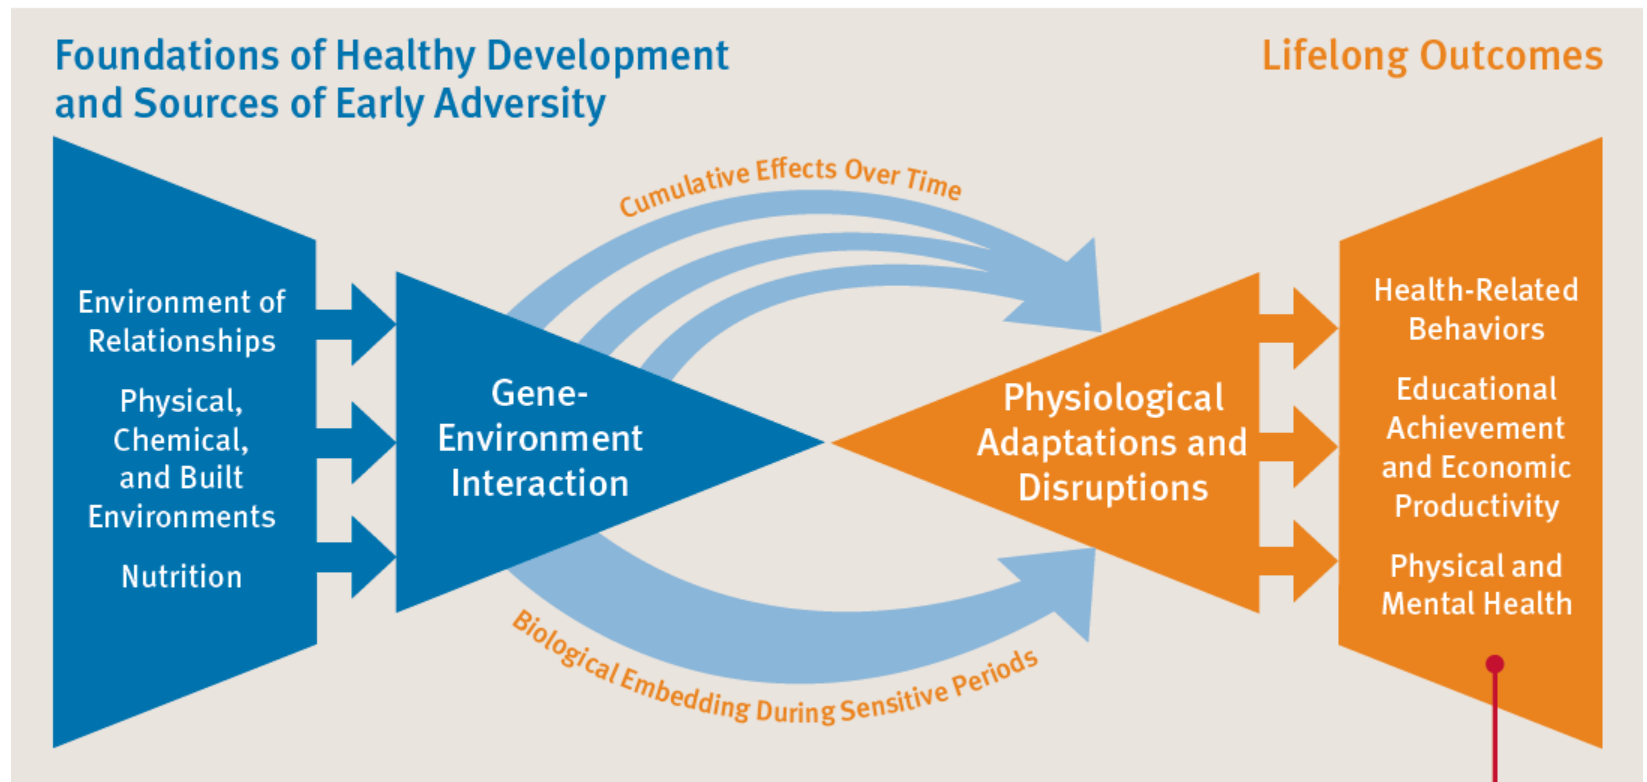 Foundations of Healthy Development
and Sources of Early Adversity
Lifelong Outcomes
Environment of
Relationships
Physical,
Chemical,
and Built
Environments
Nutrition
Gene-
Environment
Interaction
Cumulative Effects Over Time
Biological Embedding During Sensitive Periods
Physiological
Adaptations and
Disruptions
Health-Related
Behaviors
Educational
Achievement
and Economic
Productivity
Physical and
Mental Health